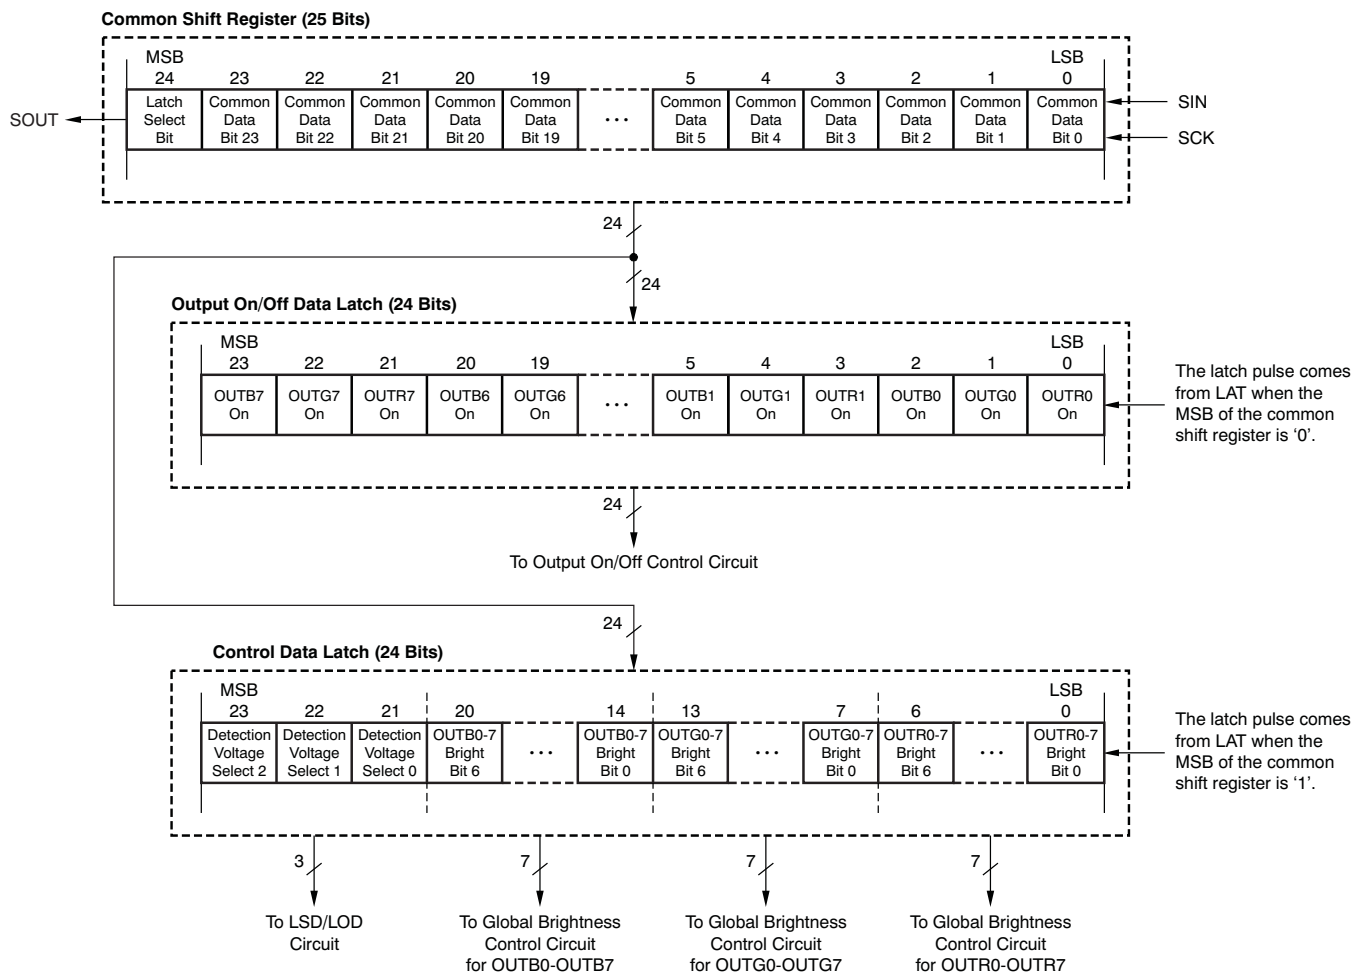 Common Shift Register (25 Bits)
MSB LSB
24 23 22 21 20 19 5 4 3 2 1 0
Latch Select Bit
Common Data Bit 23
Common Data Bit 22
Common Data Bit 21
Common Data Bit 20
Common Data Bit 19
...
Common Data Bit 5
Common Data Bit 4
Common Data Bit 3
Common Data Bit 2
Common Data Bit 1
Common Data Bit 0
SOUT
SIN
SCK
24
24
Output On/Off Data Latch (24 Bits)
MSB LSB
23 22 21 20 19 5 4 3 2 1 0
OUTB7 On
OUTG7 On
OUTR7 On
OUTB6 On
OUTG6 On
...
OUTB1 On
OUTG1 On
OUTR1 On
OUTB0 On
OUTG0 On
OUTR0 On
The latch pulse comes
from LAT when the
MSB of the common
shift register is ‘0’.
24
To Output On/Off Control Circuit
24
Control Data Latch (24 Bits)
MSB LSB
23 22 21 20 14 13 7 6 0
Detection Voltage Select 2
Detection Voltage Select 1
Detection Voltage Select 0
OUTB0-7 Bright Bit 6
...
OUTB0-7 Bright Bit 0
OUTG0-7 Bright Bit 6
...
OUTG0-7 Bright Bit 0
OUTR0-7 Bright Bit 6
...
OUTR0-7 Bright Bit 0
The latch pulse comes
from LAT when the
MSB of the common
shift register is ‘1’.
3 7 7 7
To LSD/LOD
Circuit
To Global Brightness
Control Circuit
for OUTB0-OUTB7
To Global Brightness
Control Circuit
for OUTG0-OUTG7
To Global Brightness
Control Circuit
for OUTR0-OUTR7